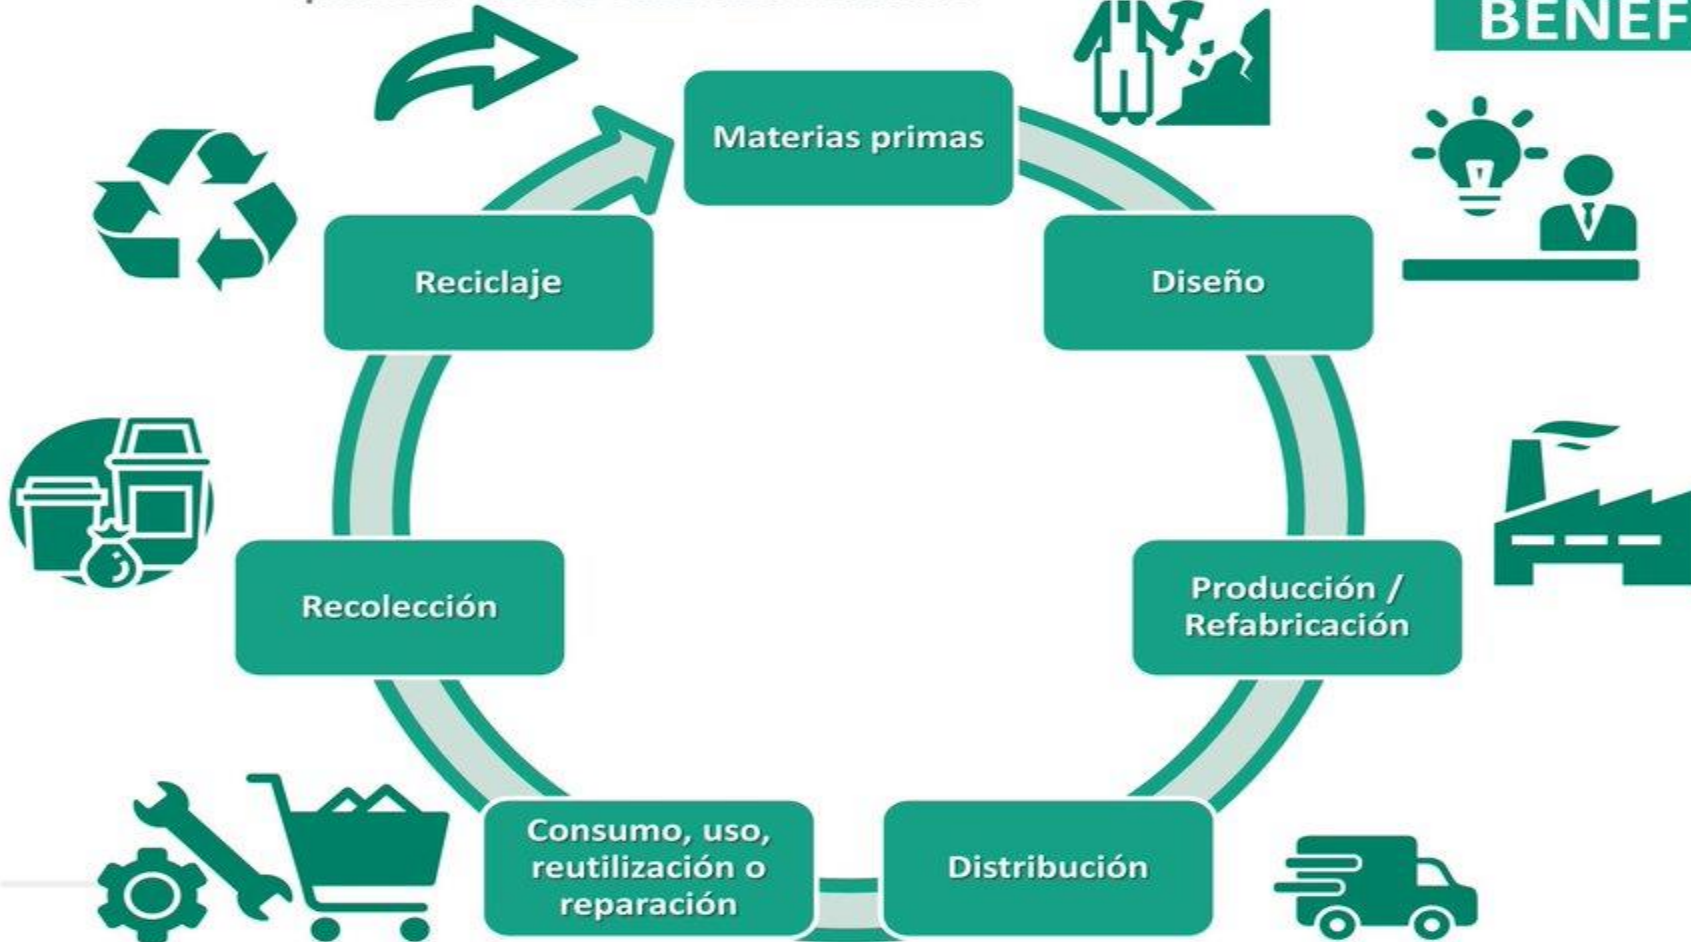 BENEF
Materias primas
Diseño
Producción /
Refabricación
Distribución
Consumo, uso,
reutilización o
reparación
Recolección
Reciclaje